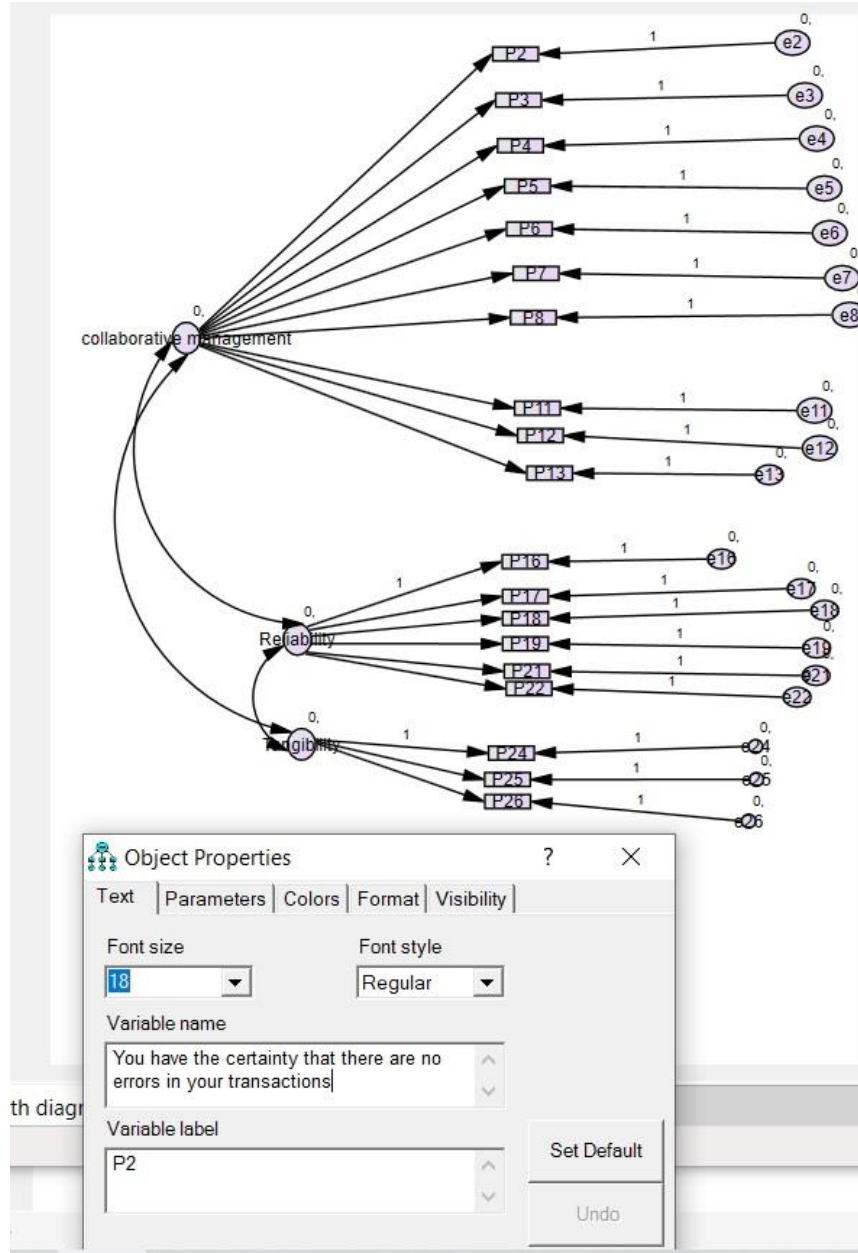 0,
1
P2
e2
0,
1
P3
e3
0,
1
P4
e4
0,
1
P5
e5
0,
1
P6
e6
0,
1
P7
e7
0,
1
P8
e8
collaborative management
0,
1
P11
e11
0,
1
P12
e12
0,
1
P13
e13
0,
1
1
P16
e16
0,
1
P17
e17
0,
1
P18
e18
0,
Reliability
0,
1
P19
e19
0,
1
P21
e21
1
P22
e22
0,
Tangibility
1
0,
1
P24
e24
0,
1
P25
e25
0,
1
P26
e26
Object Properties ?
Text Parameters Colors Format Visibility
Font size Font style
18 Regular
Variable name
You have the certainty that there are no
errors in your transactions
th diagr
Variable label
P2
Set Default
Undo